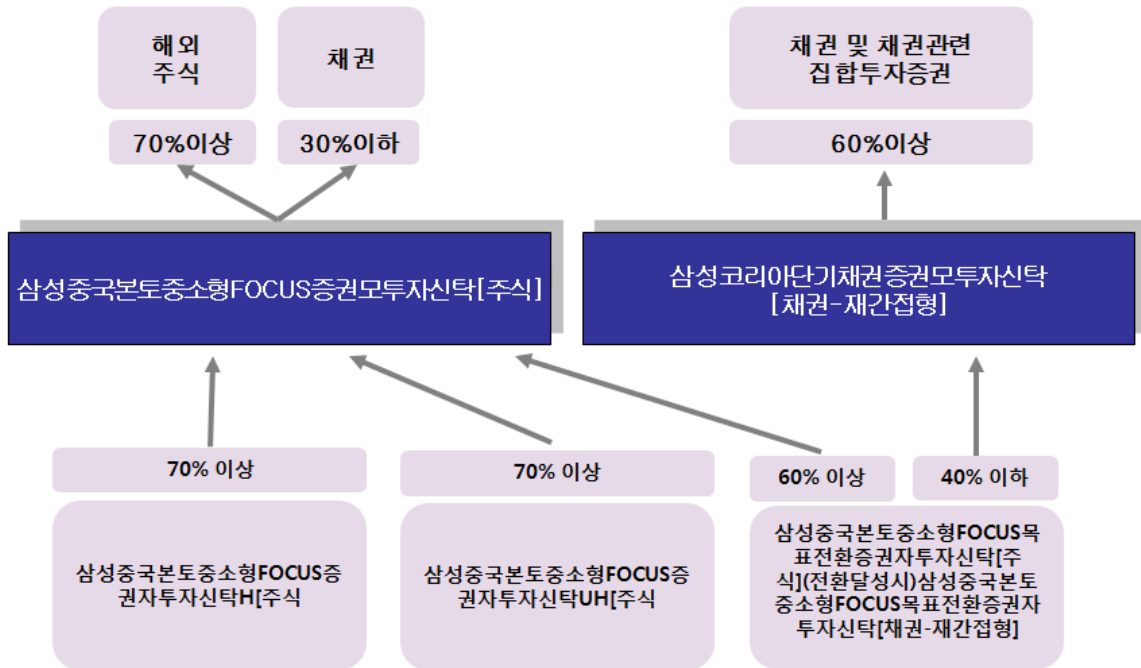 해외
주식
채권
채권 및 채권관련
집합투자증권
70%이상
30%이하
60%이상
삼성중국본토중소형FOCUS증권모투자신탁[주식]
삼성코리아단기채권증권모투자신탁
[채권-재간접형]
70% 이상
70% 이상
60% 이상
40% 이하
삼성중국본토중소형FOCUS증
권자투자신탁H[주식
삼성중국본토중소형FOCUS증
권자투자신탁UH[주식
삼성중국본토중소형FOCUS목
표전환증권자투자신탁[주
식](전환달성시)삼성중국본토
중소형FOCUS목표전환증권자
투자신탁[채권-재간접형]